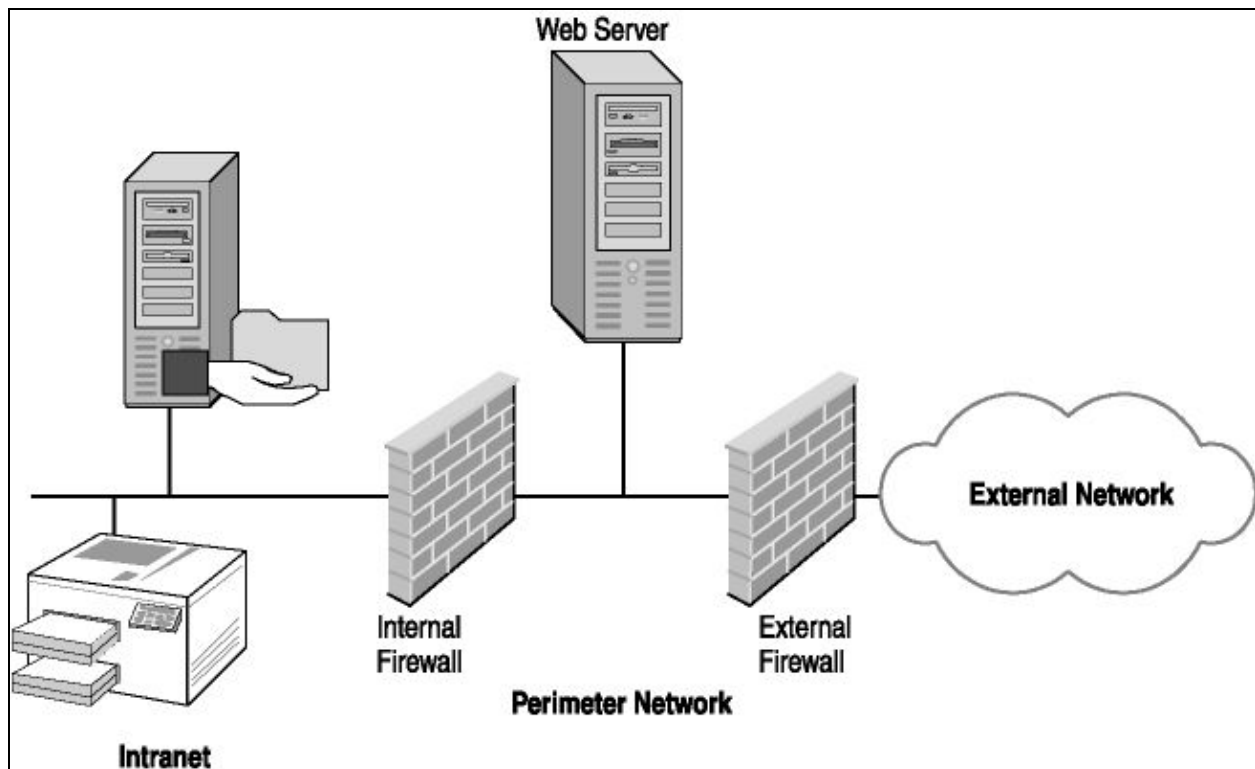 Web Server
External Network
Internal
Firewall
External
Firewall
Perimeter Network
Intranet